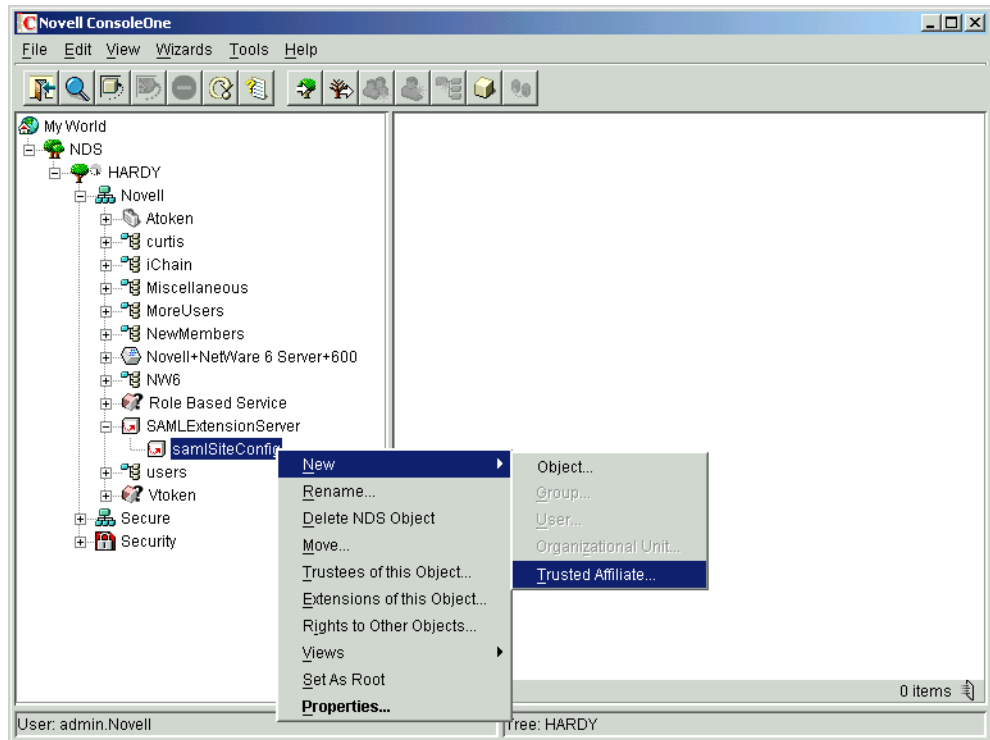 Novell ConsoleOne
File Edit View Wizards Tools Help
My World
NDS
HARDY
Novell
Atoken
curtis
iChain
Miscellaneous
MoreUsers
NewMembers
Novell+NetWare 6 Server+600
NW6
Role Based Service
SAMLExtensionServer
samlSiteConfig
users
Vtoken
Secure
Security
New
Rename...
Delete NDS Object
Move...
Trustees of this Object...
Extensions of this Object...
Rights to Other Objects...
Views
Set As Root
Properties...
Object...
Group...
User...
Organizational Unit...
Trusted Affiliate...
0 items
User: admin.Novell
Tree: HARDY